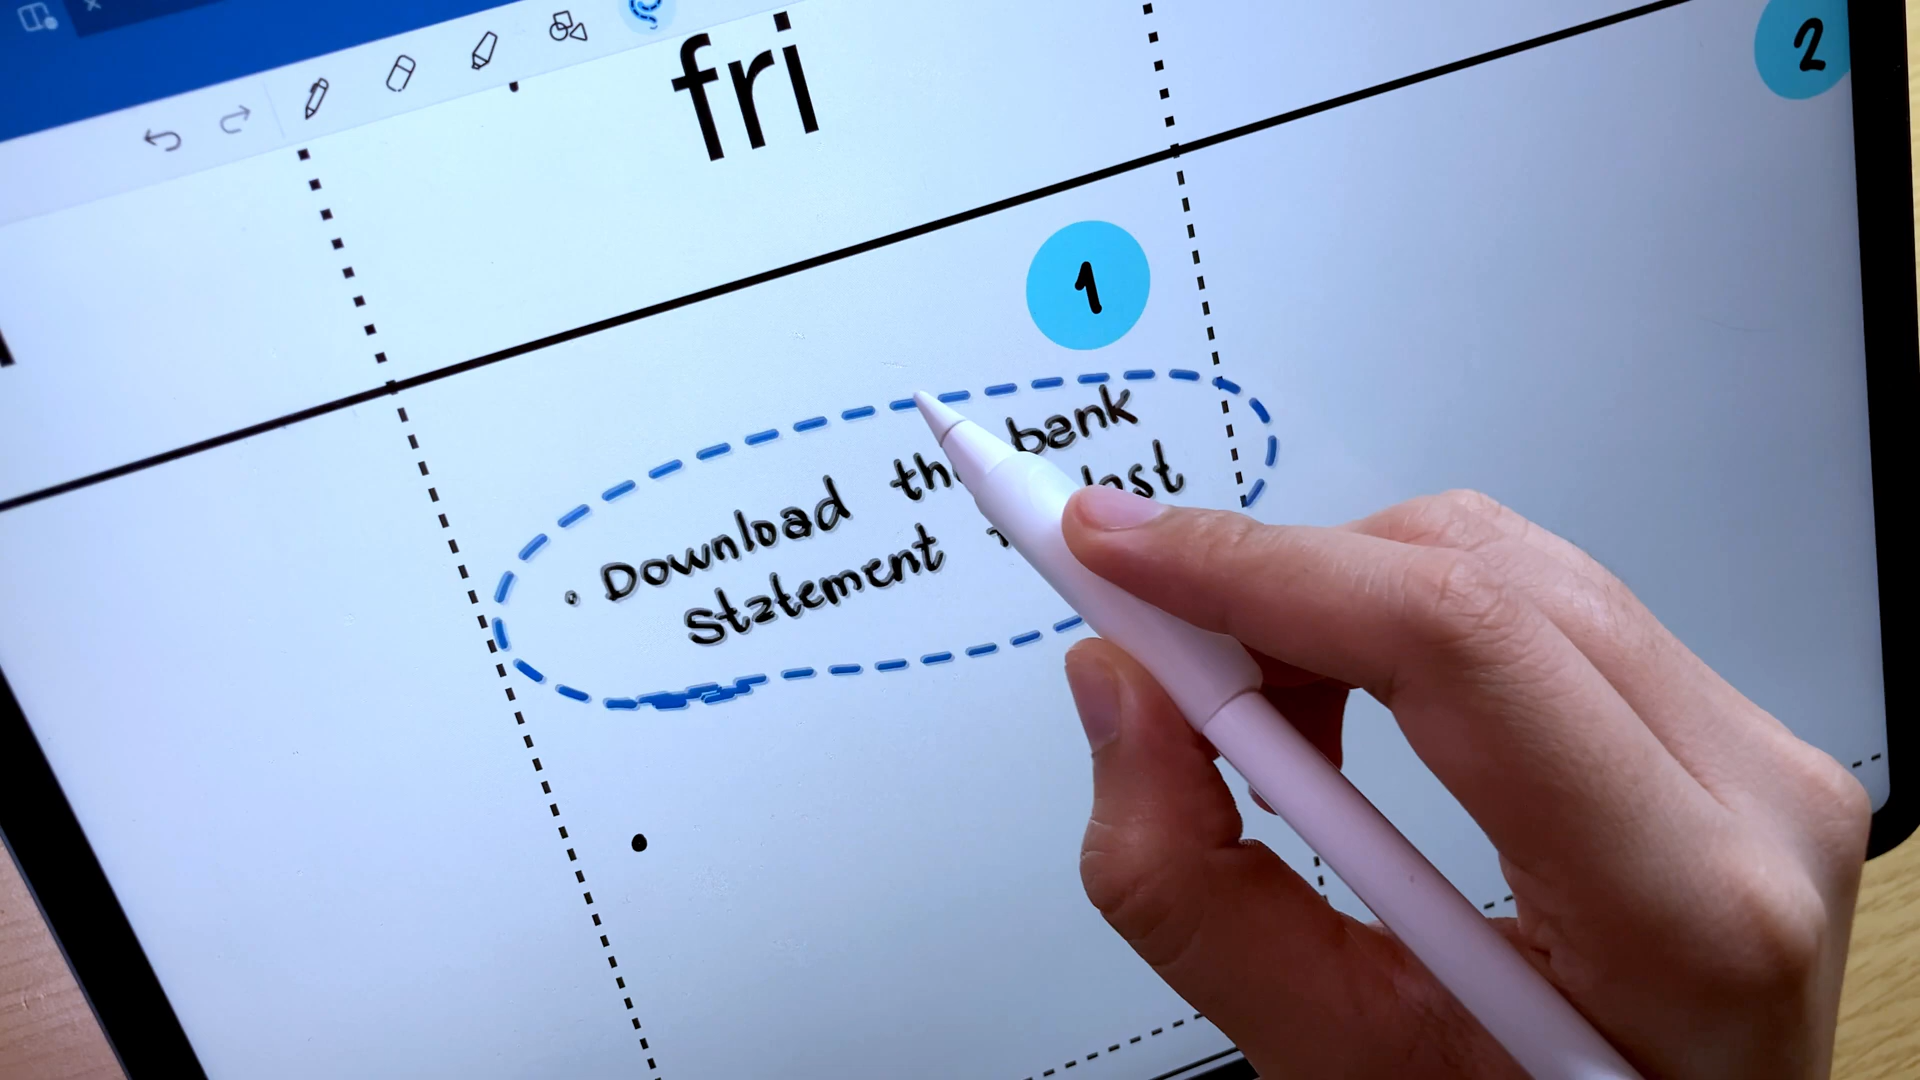 fri
2
1
• Download the bank
statement last
•